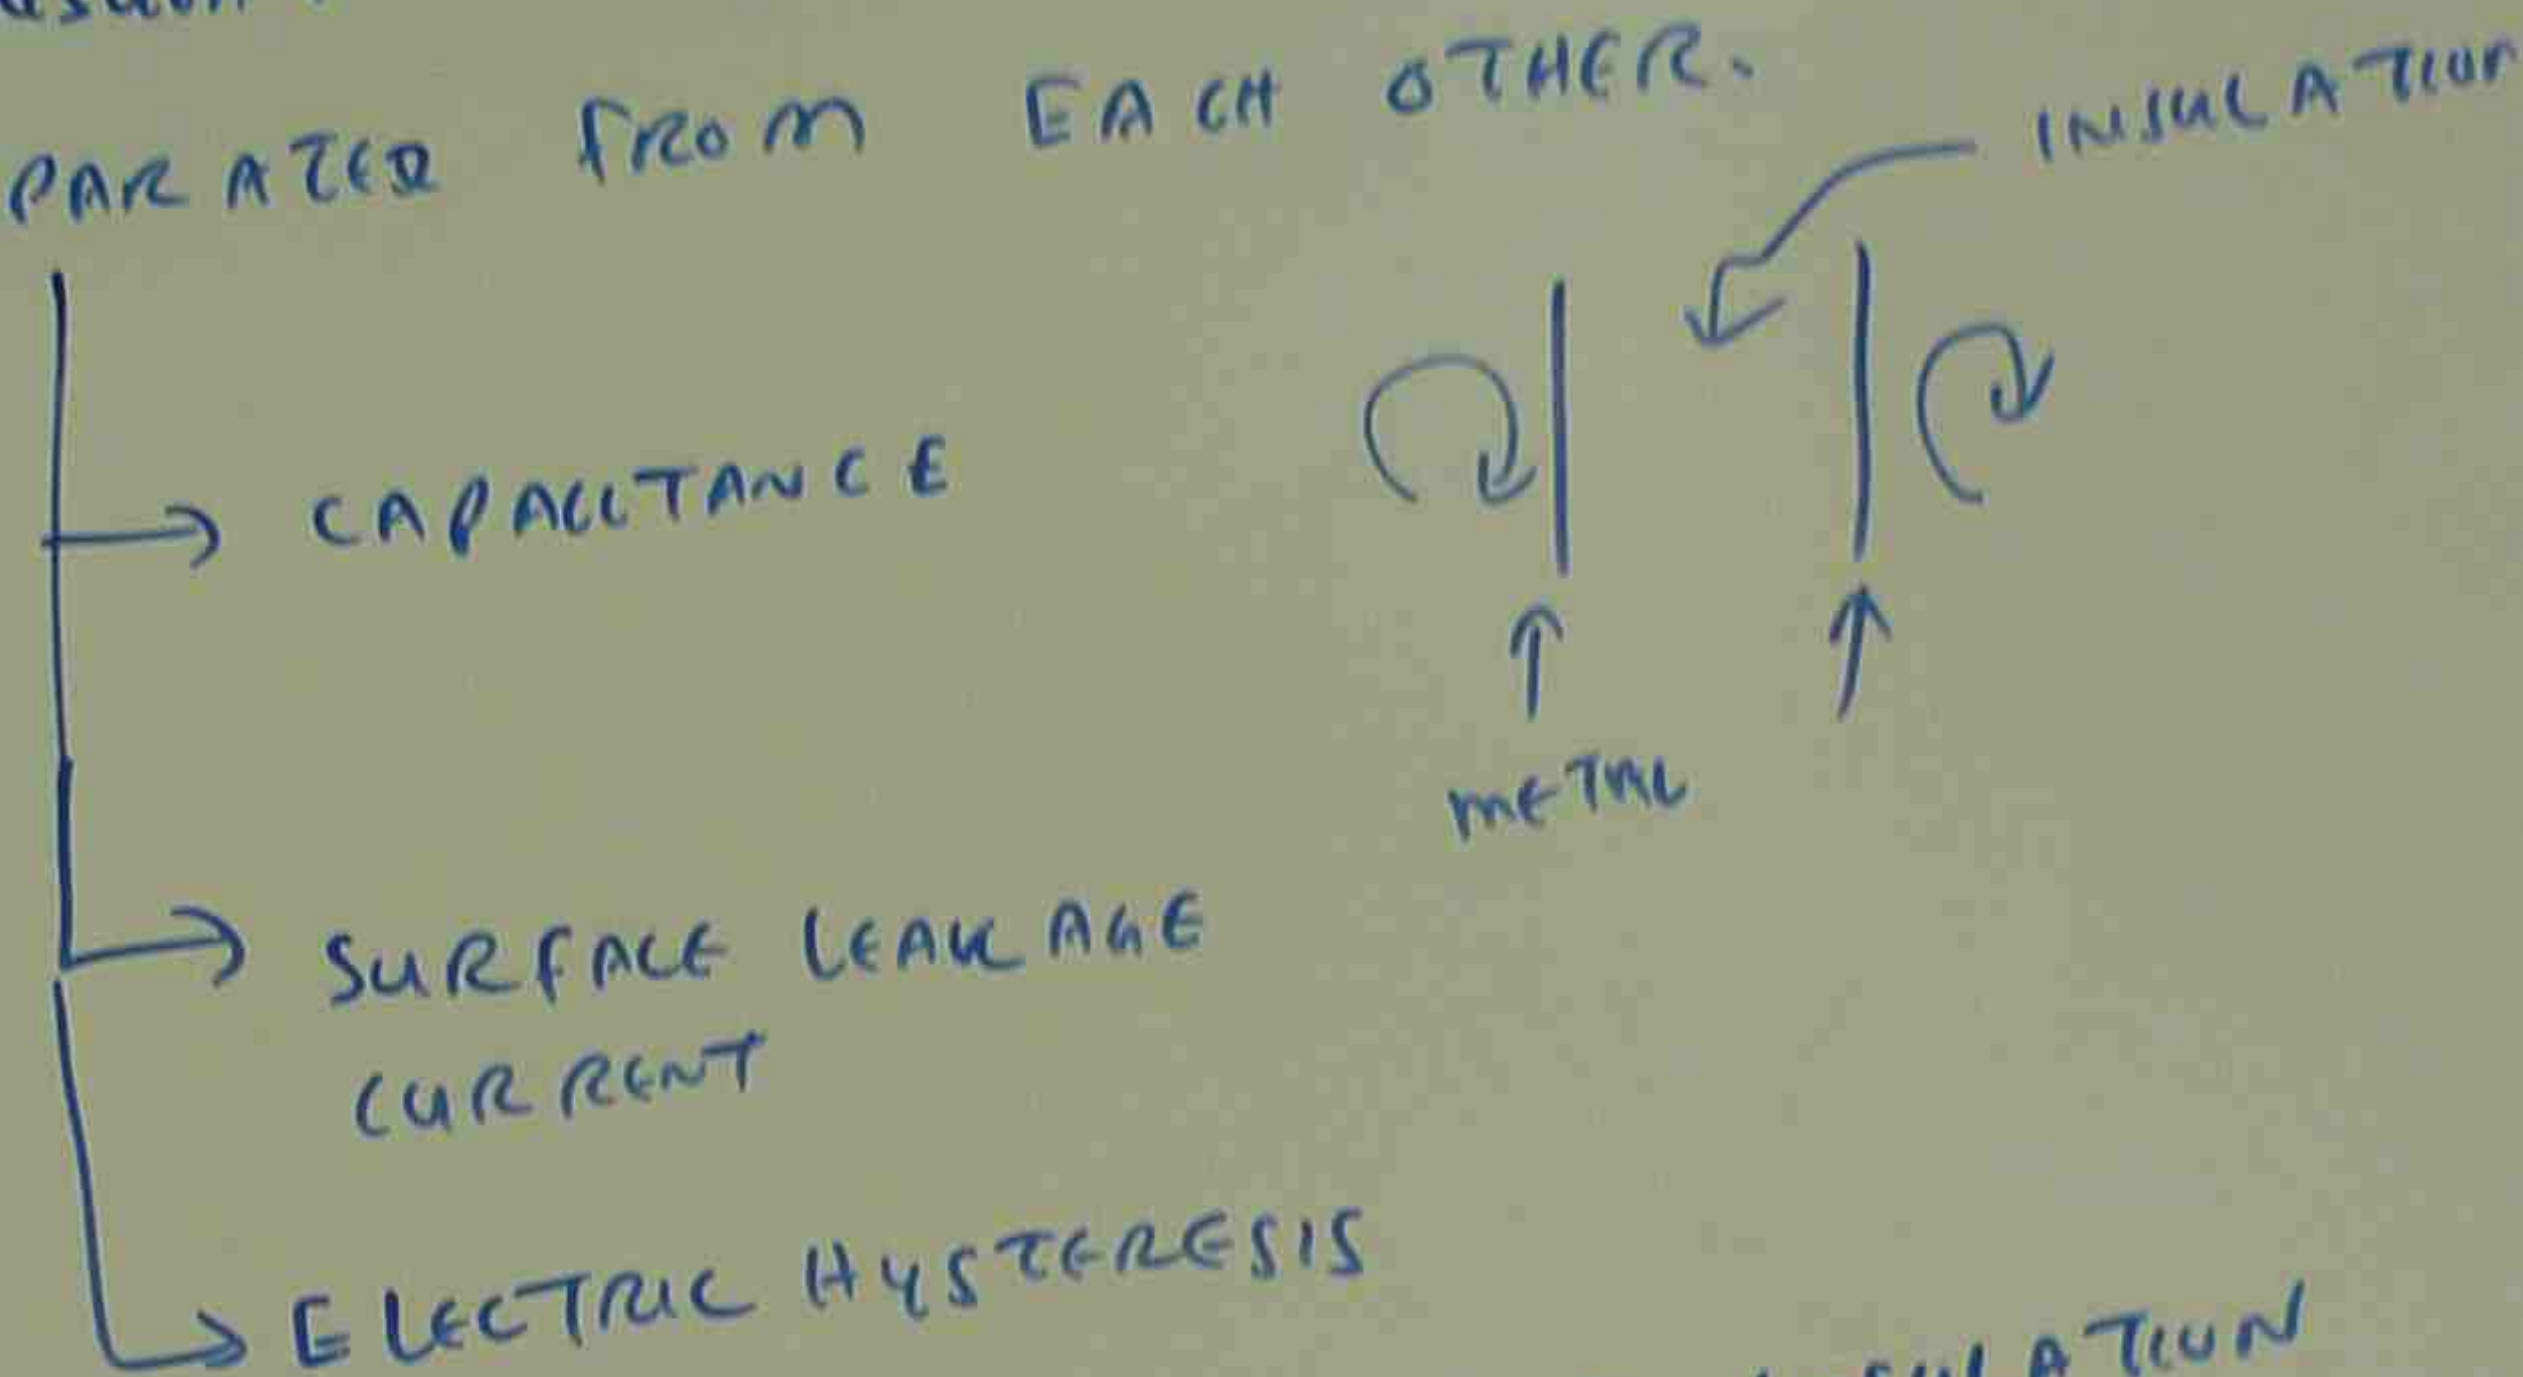 PARATED FROM EACH OTHER.
INSULATION
CAPACITANCE
METAL
SURFACE LEAKAGE
CURRENT
ELECTRIC HYSTERESIS